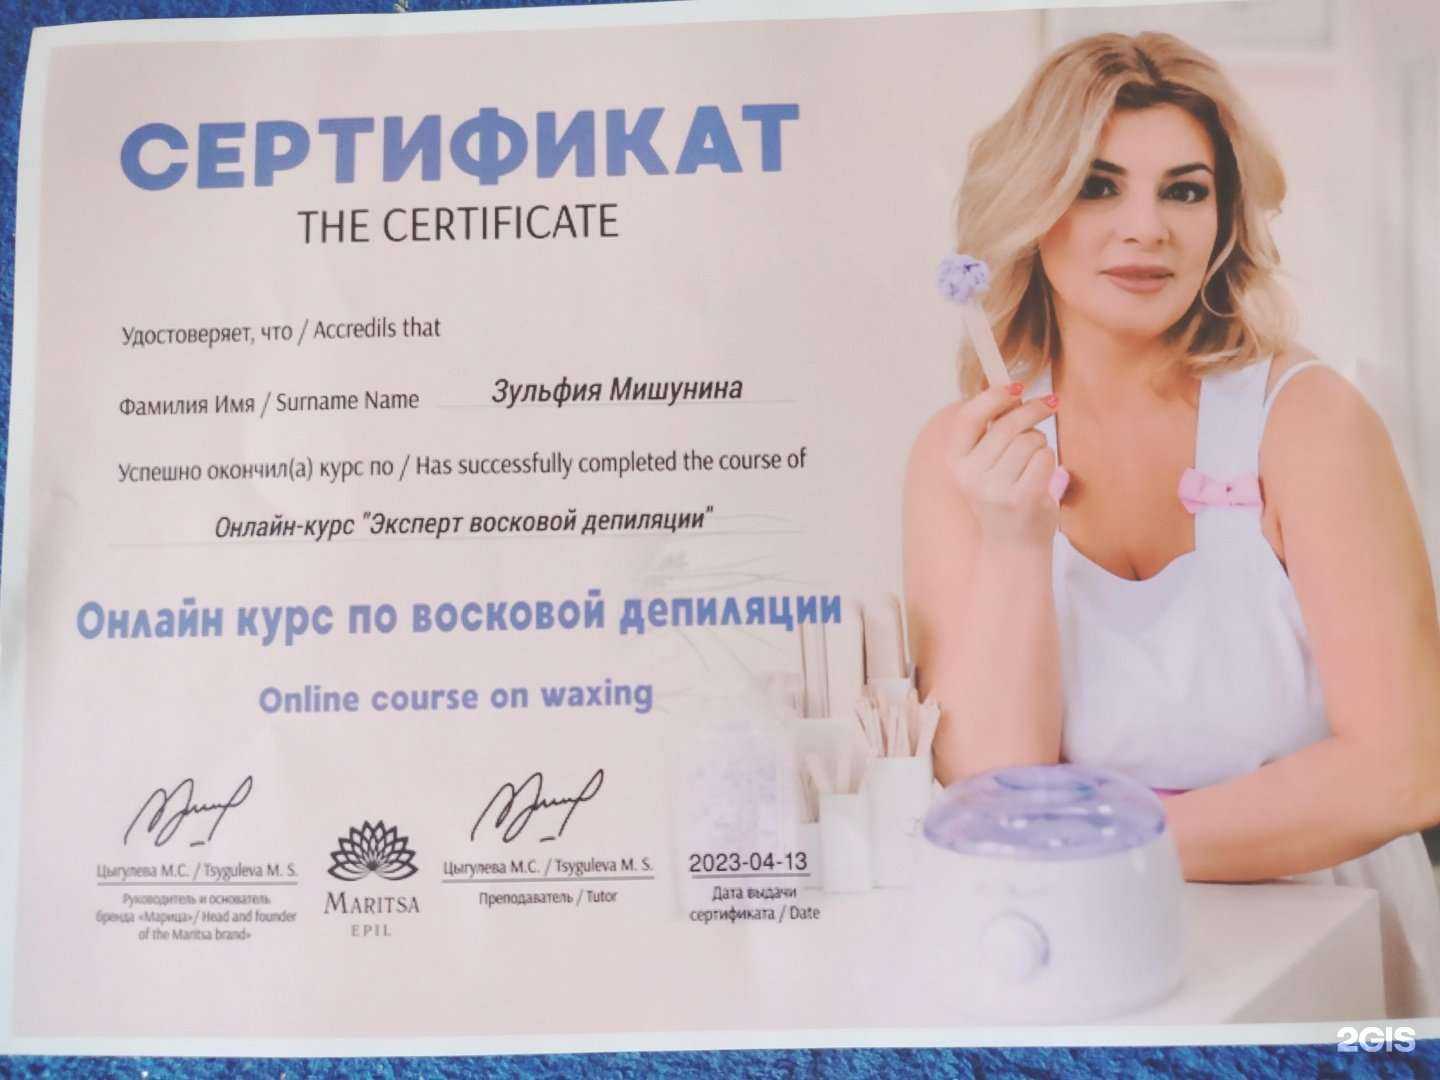 СЕРТИФИКАТ
THE CERTIFICATE
Удостоверяет, что / Accredils that
Фамилия Имя / Surname Name Зульфия Мишунина
Успешно окончил(а) курс по / Has successfully completed the course of
Онлайн-курс "Эксперт восковой депиляции"
Онлайн курс по восковой депиляции
Online course on waxing
Цыгулева М.С. / Tsyguleva M. S.
Руководитель и основатель
бренда «Марица»/ Head and founder
of the Maritsa brand»
MARITSA
EPIL
Цыгулева М.С. / Tsyguleva M. S.
Преподаватель / Tutor
2023-04-13
Дата выдачи
сертификата / Date
2GIS